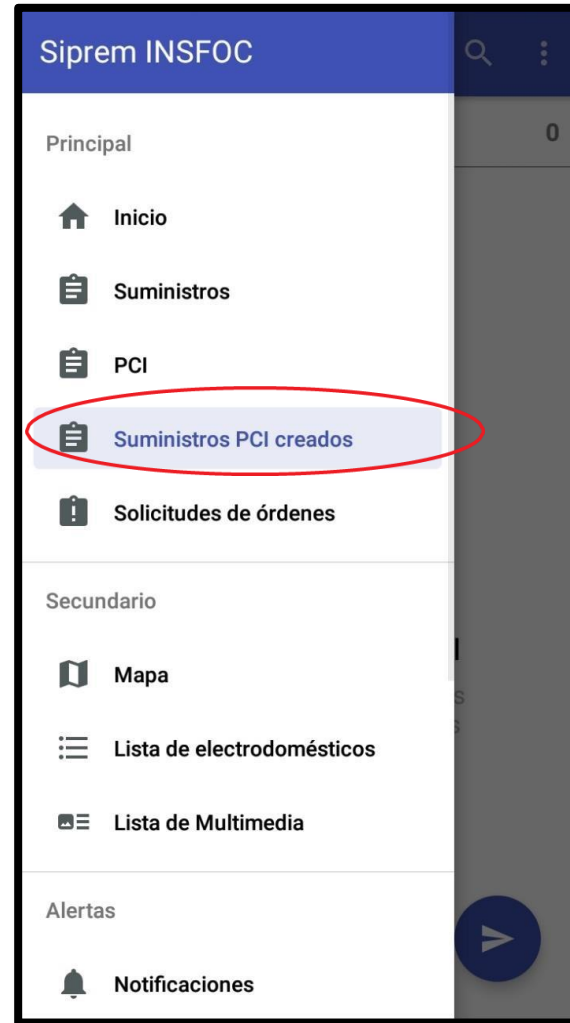 Siprem INSFOC
0
Principal
Inicio
Suministros
PCI
Suministros PCI creados
Solicitudes de órdenes
Secundario
Mapa
Lista de electrodomésticos
Lista de Multimedia
Alertas
Notificaciones